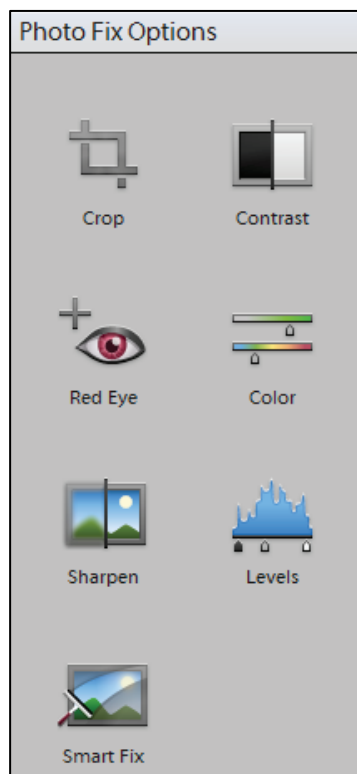 Photo Fix Options
Crop
Contrast
Red Eye
Color
Sharpen
Levels
Smart Fix